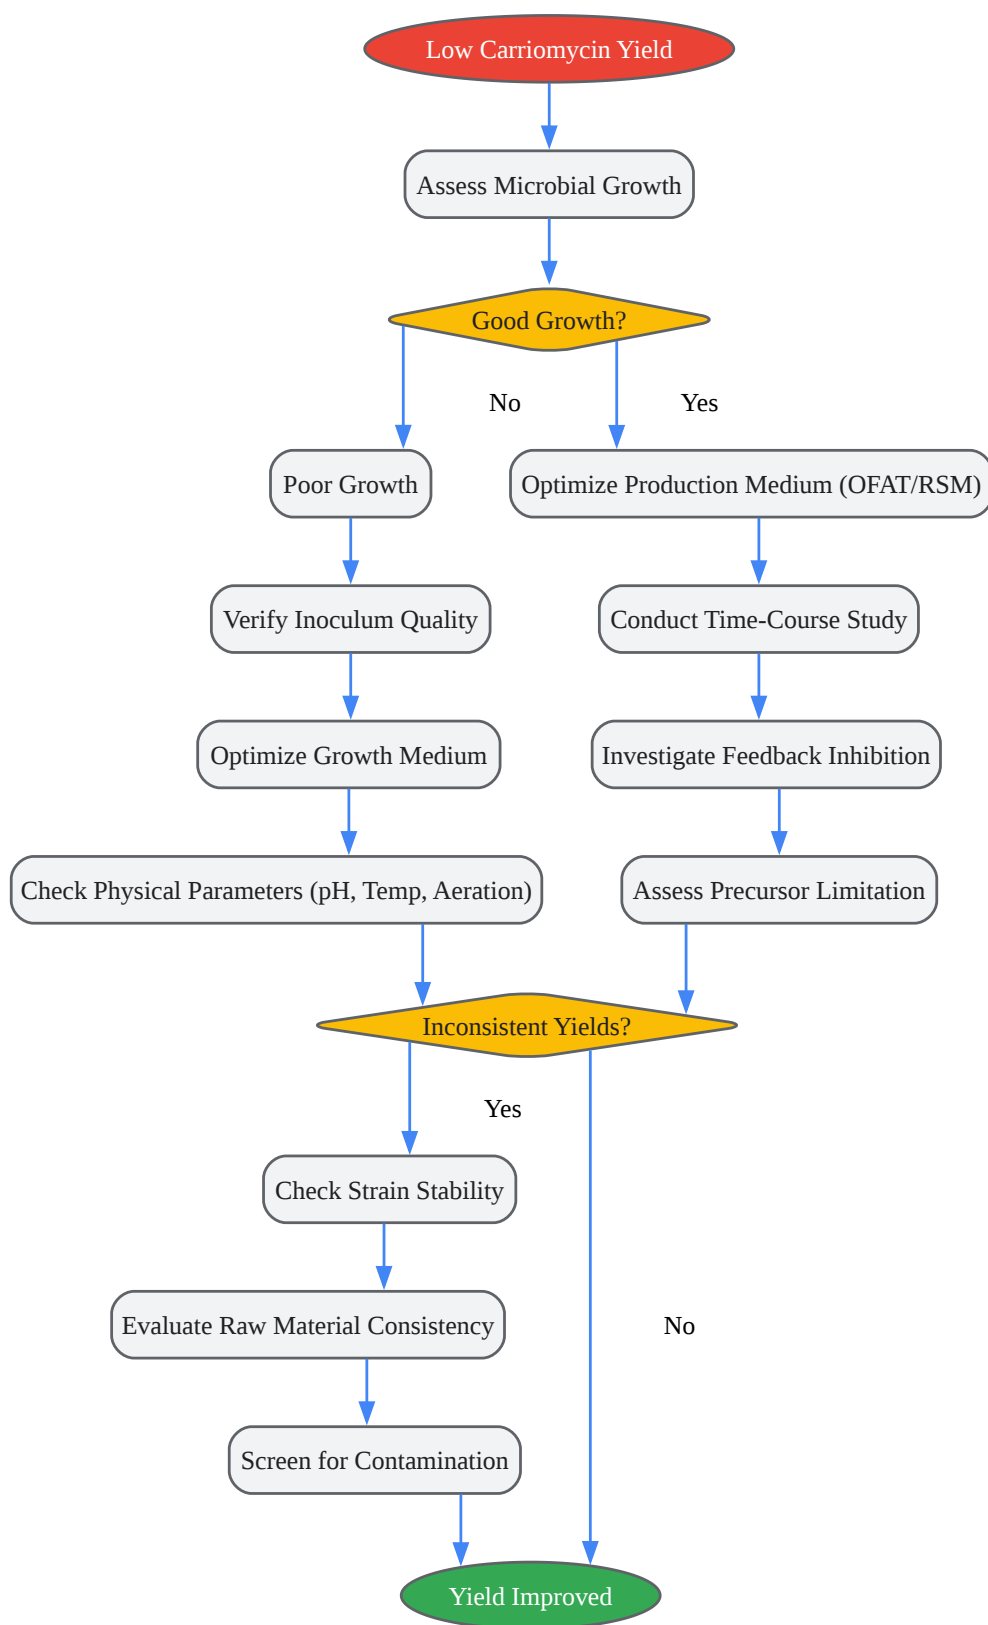 Low Carriomycin Yield
Assess Microbial Growth
Good Growth?
No
Yes
Poor Growth
Optimize Production Medium (OFAT/RSM)
Verify Inoculum Quality
Conduct Time-Course Study
Optimize Growth Medium
Investigate Feedback Inhibition
Check Physical Parameters (pH, Temp, Aeration)
Assess Precursor Limitation
Inconsistent Yields?
Yes
Check Strain Stability
Evaluate Raw Material Consistency
No
Screen for Contamination
Yield Improved